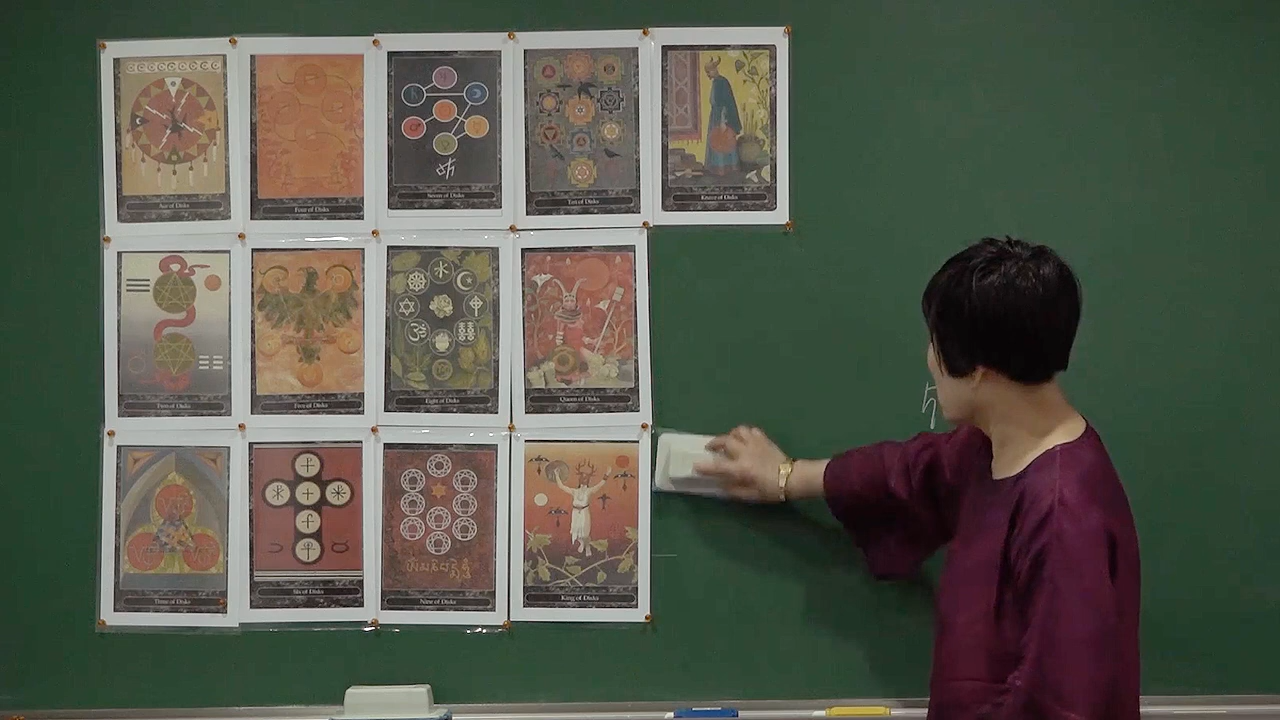 Ace of Disks
Four of Disks
Seven of Disks
Ten of Disks
Knave of Disks
Two of Disks
Five of Disks
Eight of Disks
Queen of Disks
Three of Disks
Six of Disks
Nine of Disks
King of Disks